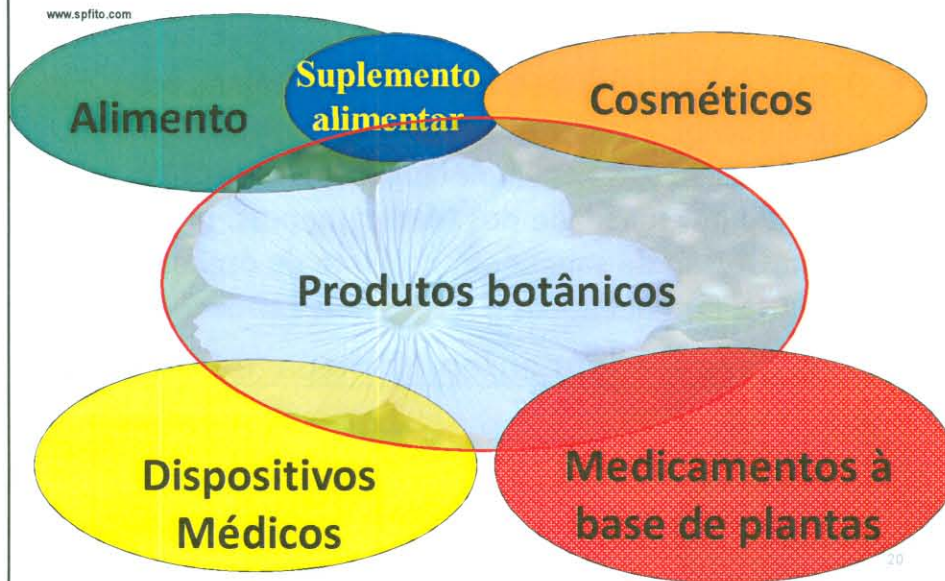 www.spfito.com
Suplemento
alimentar
Alimento
Cosméticos
Produtos botânicos
Dispositivos
Médicos
Medicamentos à
base de plantas
20